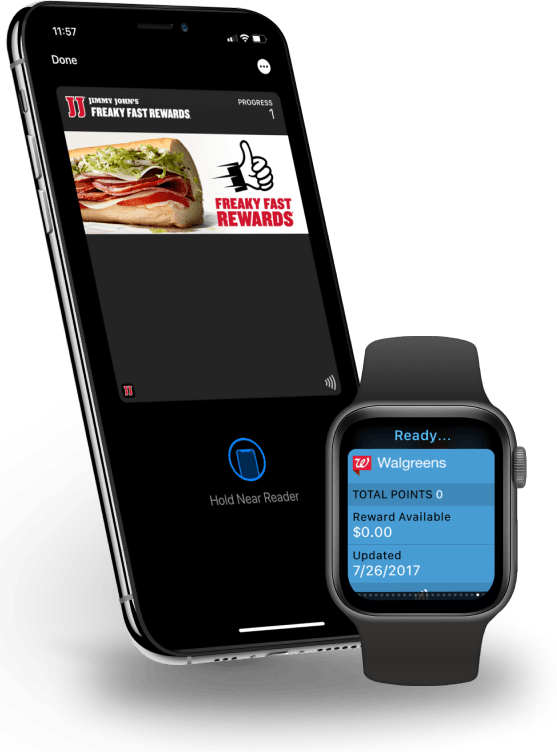 11:57
Done
JJ JIMMY JOHN'S
FREAKY FAST REWARDS
PROGRESS
1
FREAKY FAST
REWARDS
JJ
Hold Near Reader
Ready...
Walgreens
TOTAL POINTS 0
Reward Available
$0.00
Updated
7/26/2017